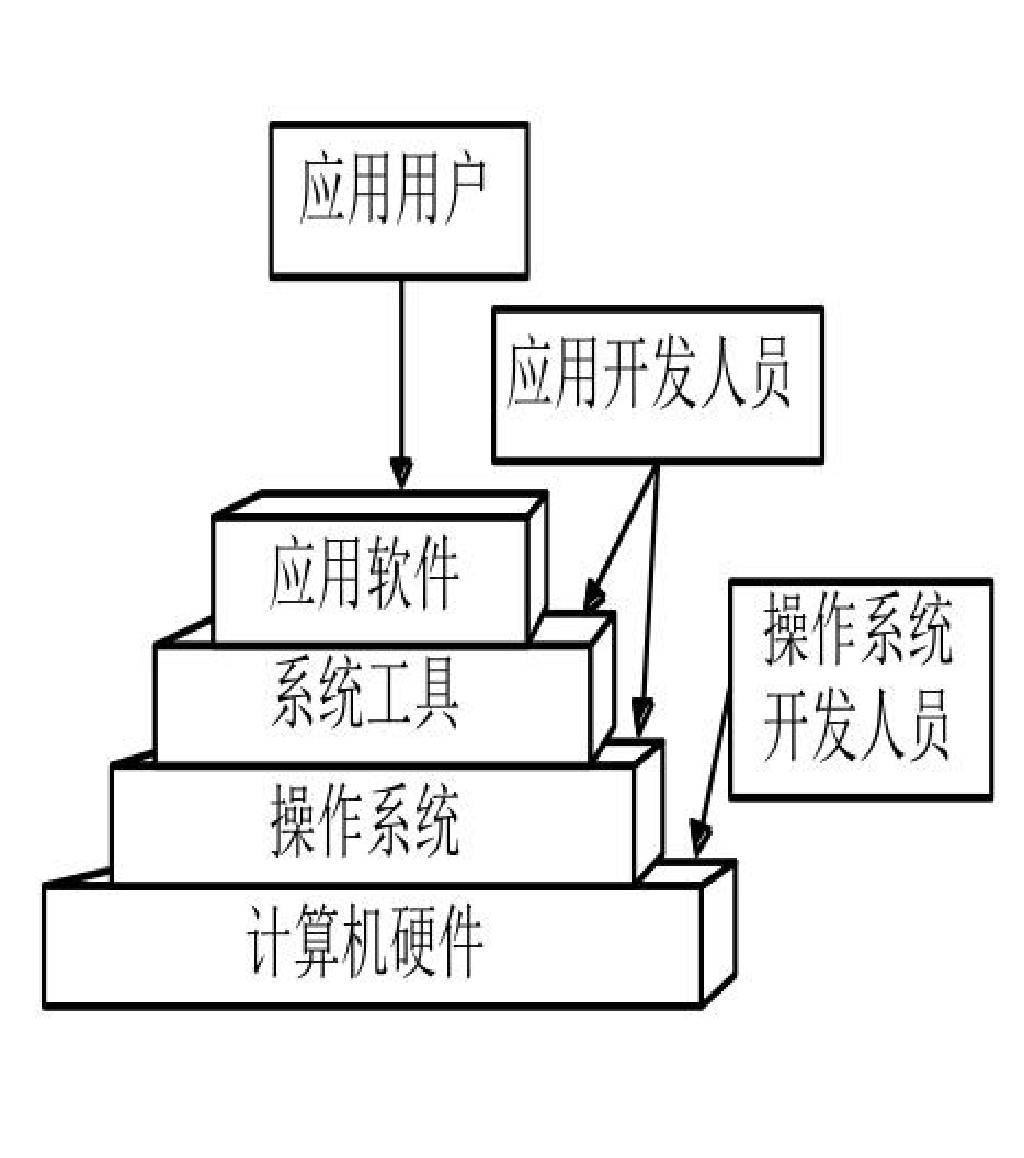 应用用户
应用开发人员
应用软件
操作系统
开发人员
系统工具
操作系统
计算机硬件